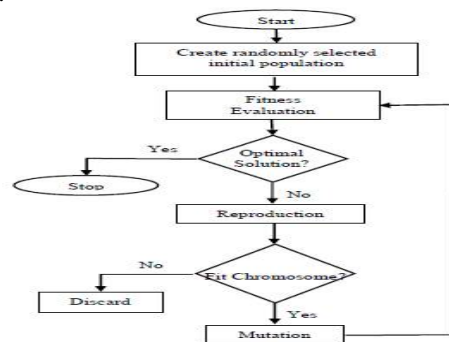 Start
Create randomly selected
initial population
Fitness
Evaluation
Yes
Optimal
Solution?
Stop
No
Reproduction
No
Fit Chromosome?
Discard
Yes
Mutation